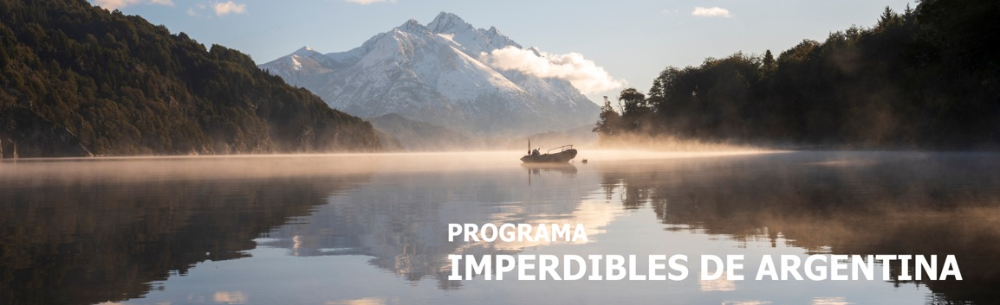 PROGRAMA
IMPERDIBLES DE ARGENTINA